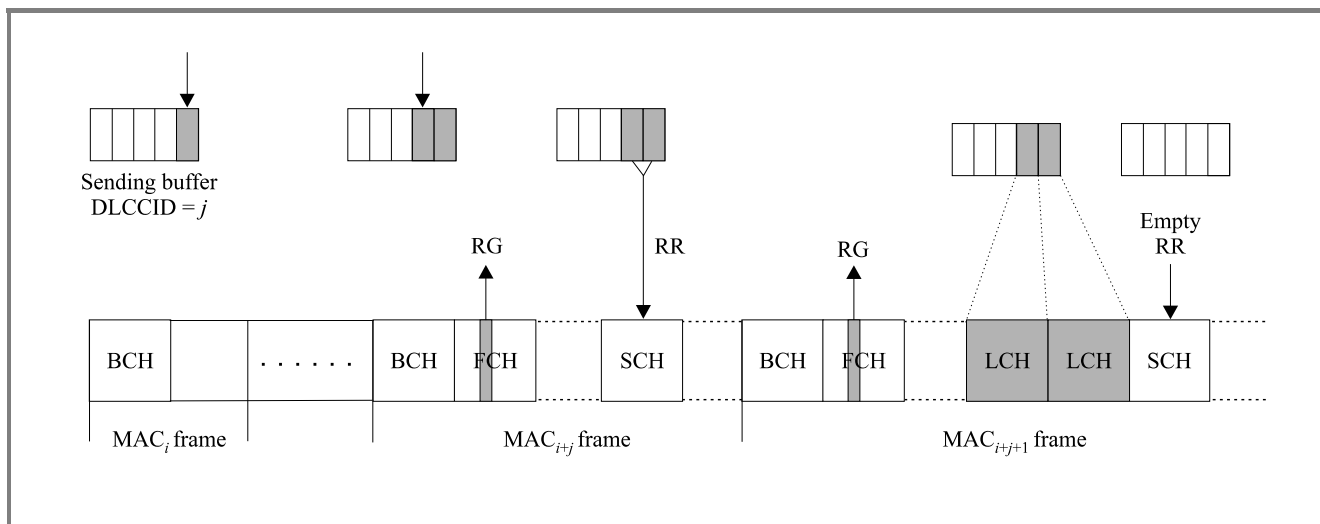 Sending buffer
DLCCID = j
Empty
RR
RG
RR
RG
BCH
. . . . . .
BCH
FCH
SCH
BCH
FCH
LCH
LCH
SCH
MACi frame
MACi+j frame
MACi+j+1 frame